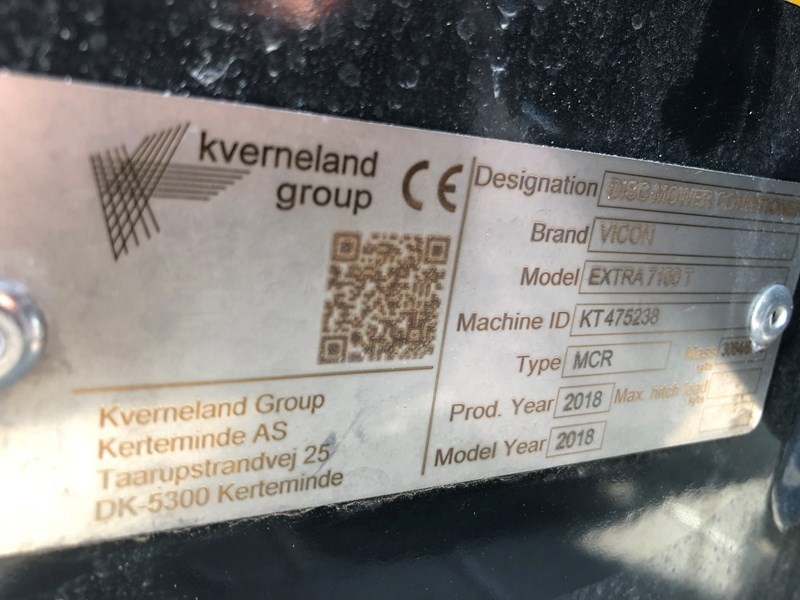 kverneland
group
CE
Kverneland Group
Kerteminde AS
Taarupstrandvej 25
DK-5300 Kerteminde
Designation DISC MOWER CONDITIONER
Brand VICON
Model EXTRA 7100 T
Machine ID KT475238
Type MCR
Prod. Year 2018 Max. hitch load
Model Year 2018